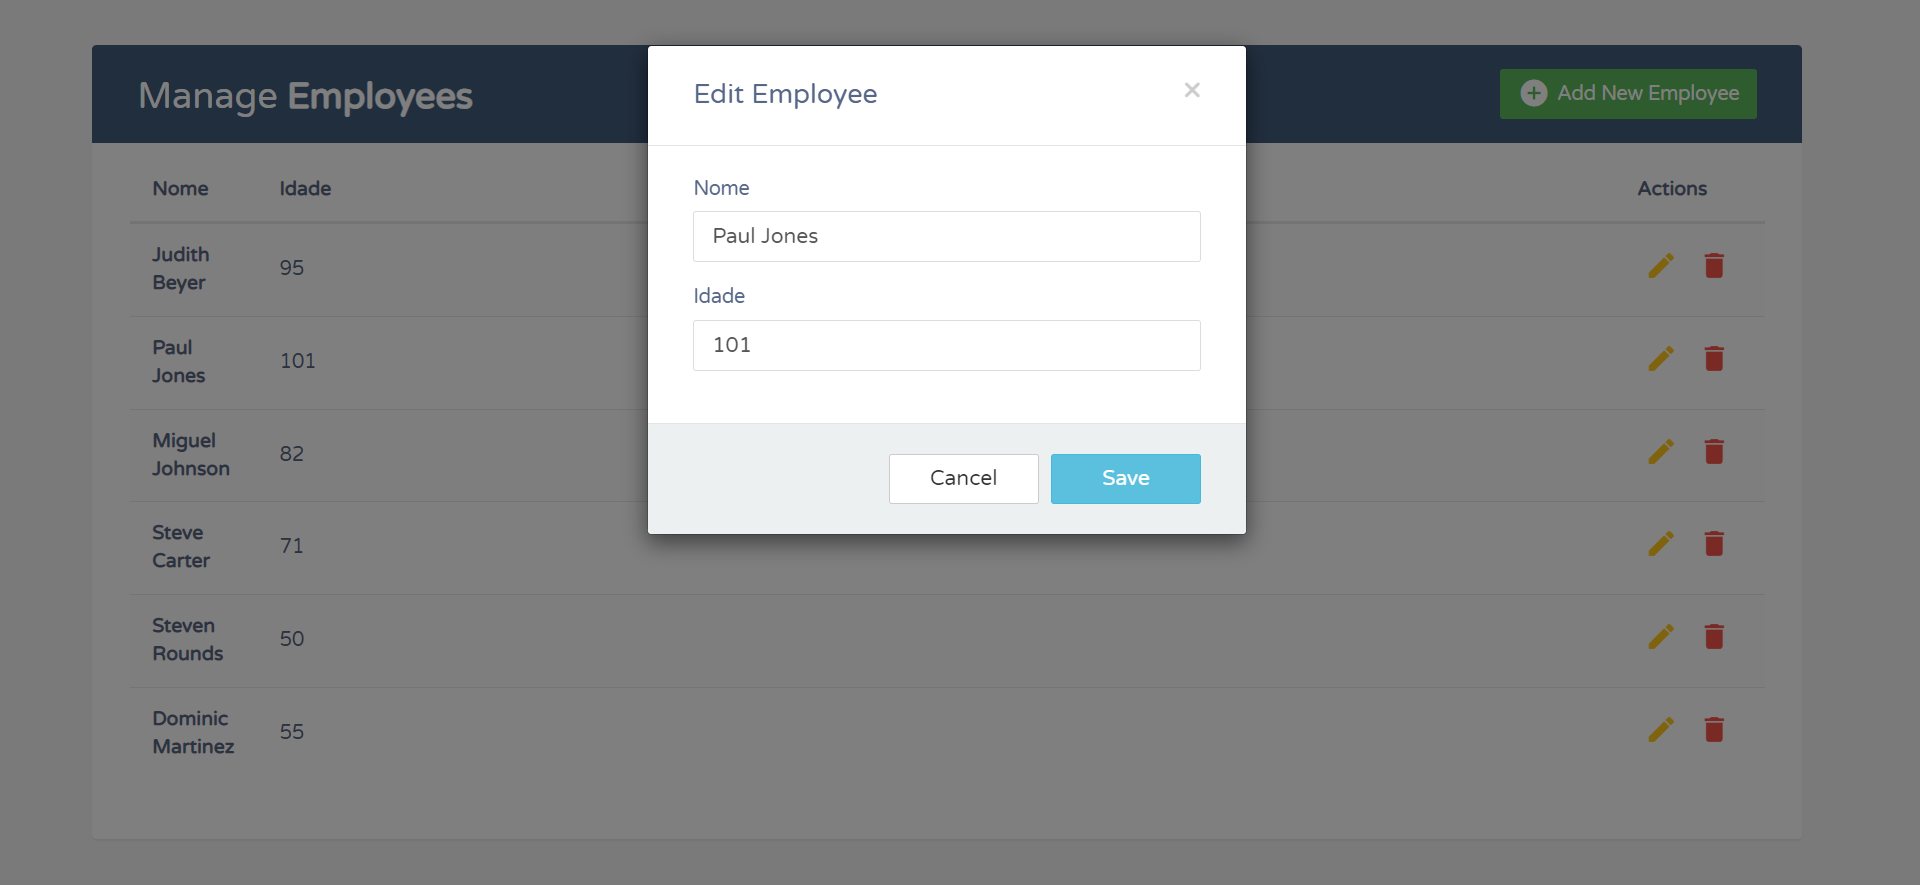 Manage Employees
Add New Employee
Nome Idade Actions
Judith
Beyer
95
Paul
Jones
101
Miguel
Johnson
82
Steve
Carter
71
Steven
Rounds
50
Dominic
Martinez
55
Edit Employee
×
Nome
Paul Jones
Idade
101
Cancel Save